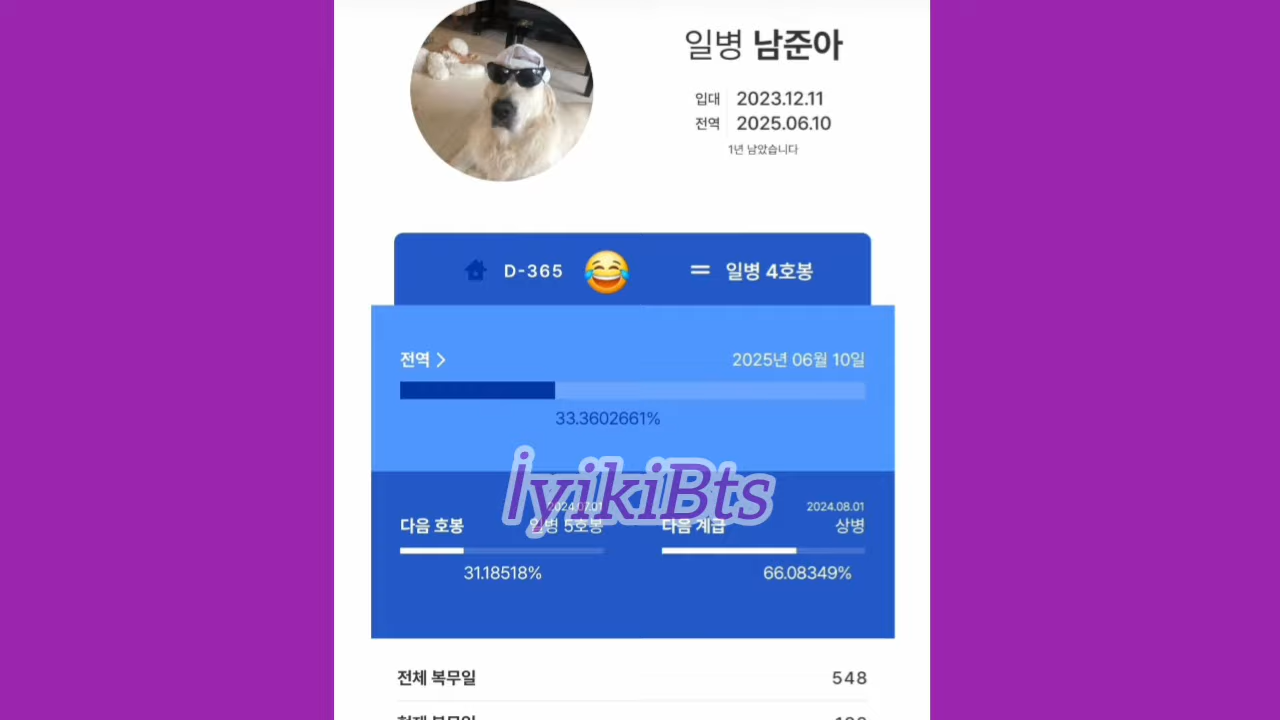 일병 남준아
입대 2023.12.11
전역 2025.06.10
1년 남았습니다
D-365 일병 4호봉
전역 2025년 06월 10일
33.3602661%
İyikiBts
2024.07.01 2024.08.01
다음 호봉 일병 5호봉 다음 계급 상병
31.18518% 66.08349%
전체 복무일 548